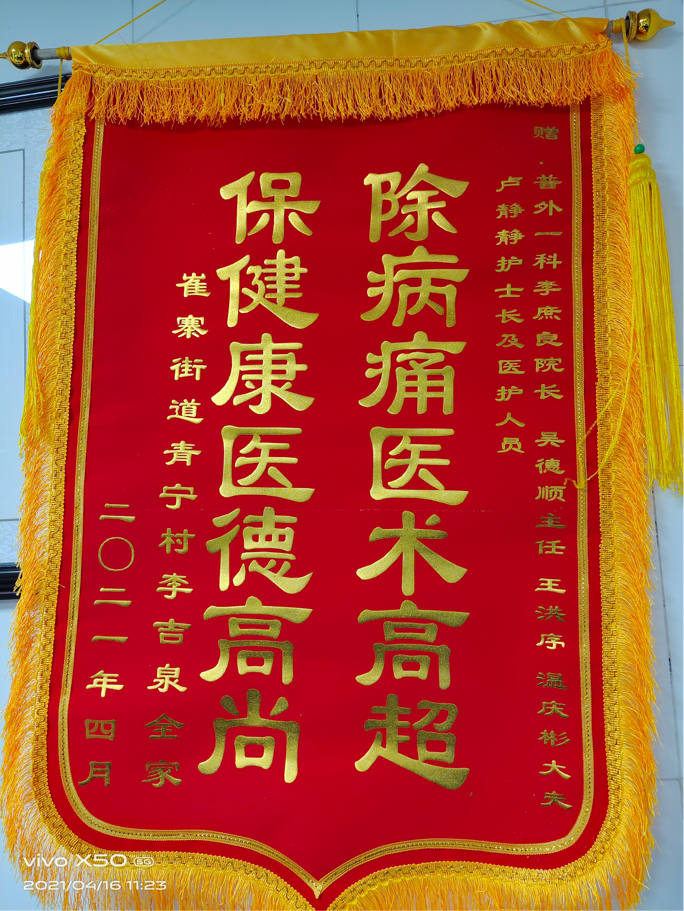 赠：普外一科李庶良院长 吴德顺主任 王洪序 温庆彬大夫
卢静静护士长及医护人员
除病痛医术高超
保健康医德高尚
崔寨街道青宁村李吉泉全家
二〇二一年四月
vivo X50 5G
2021/04/16 11:23